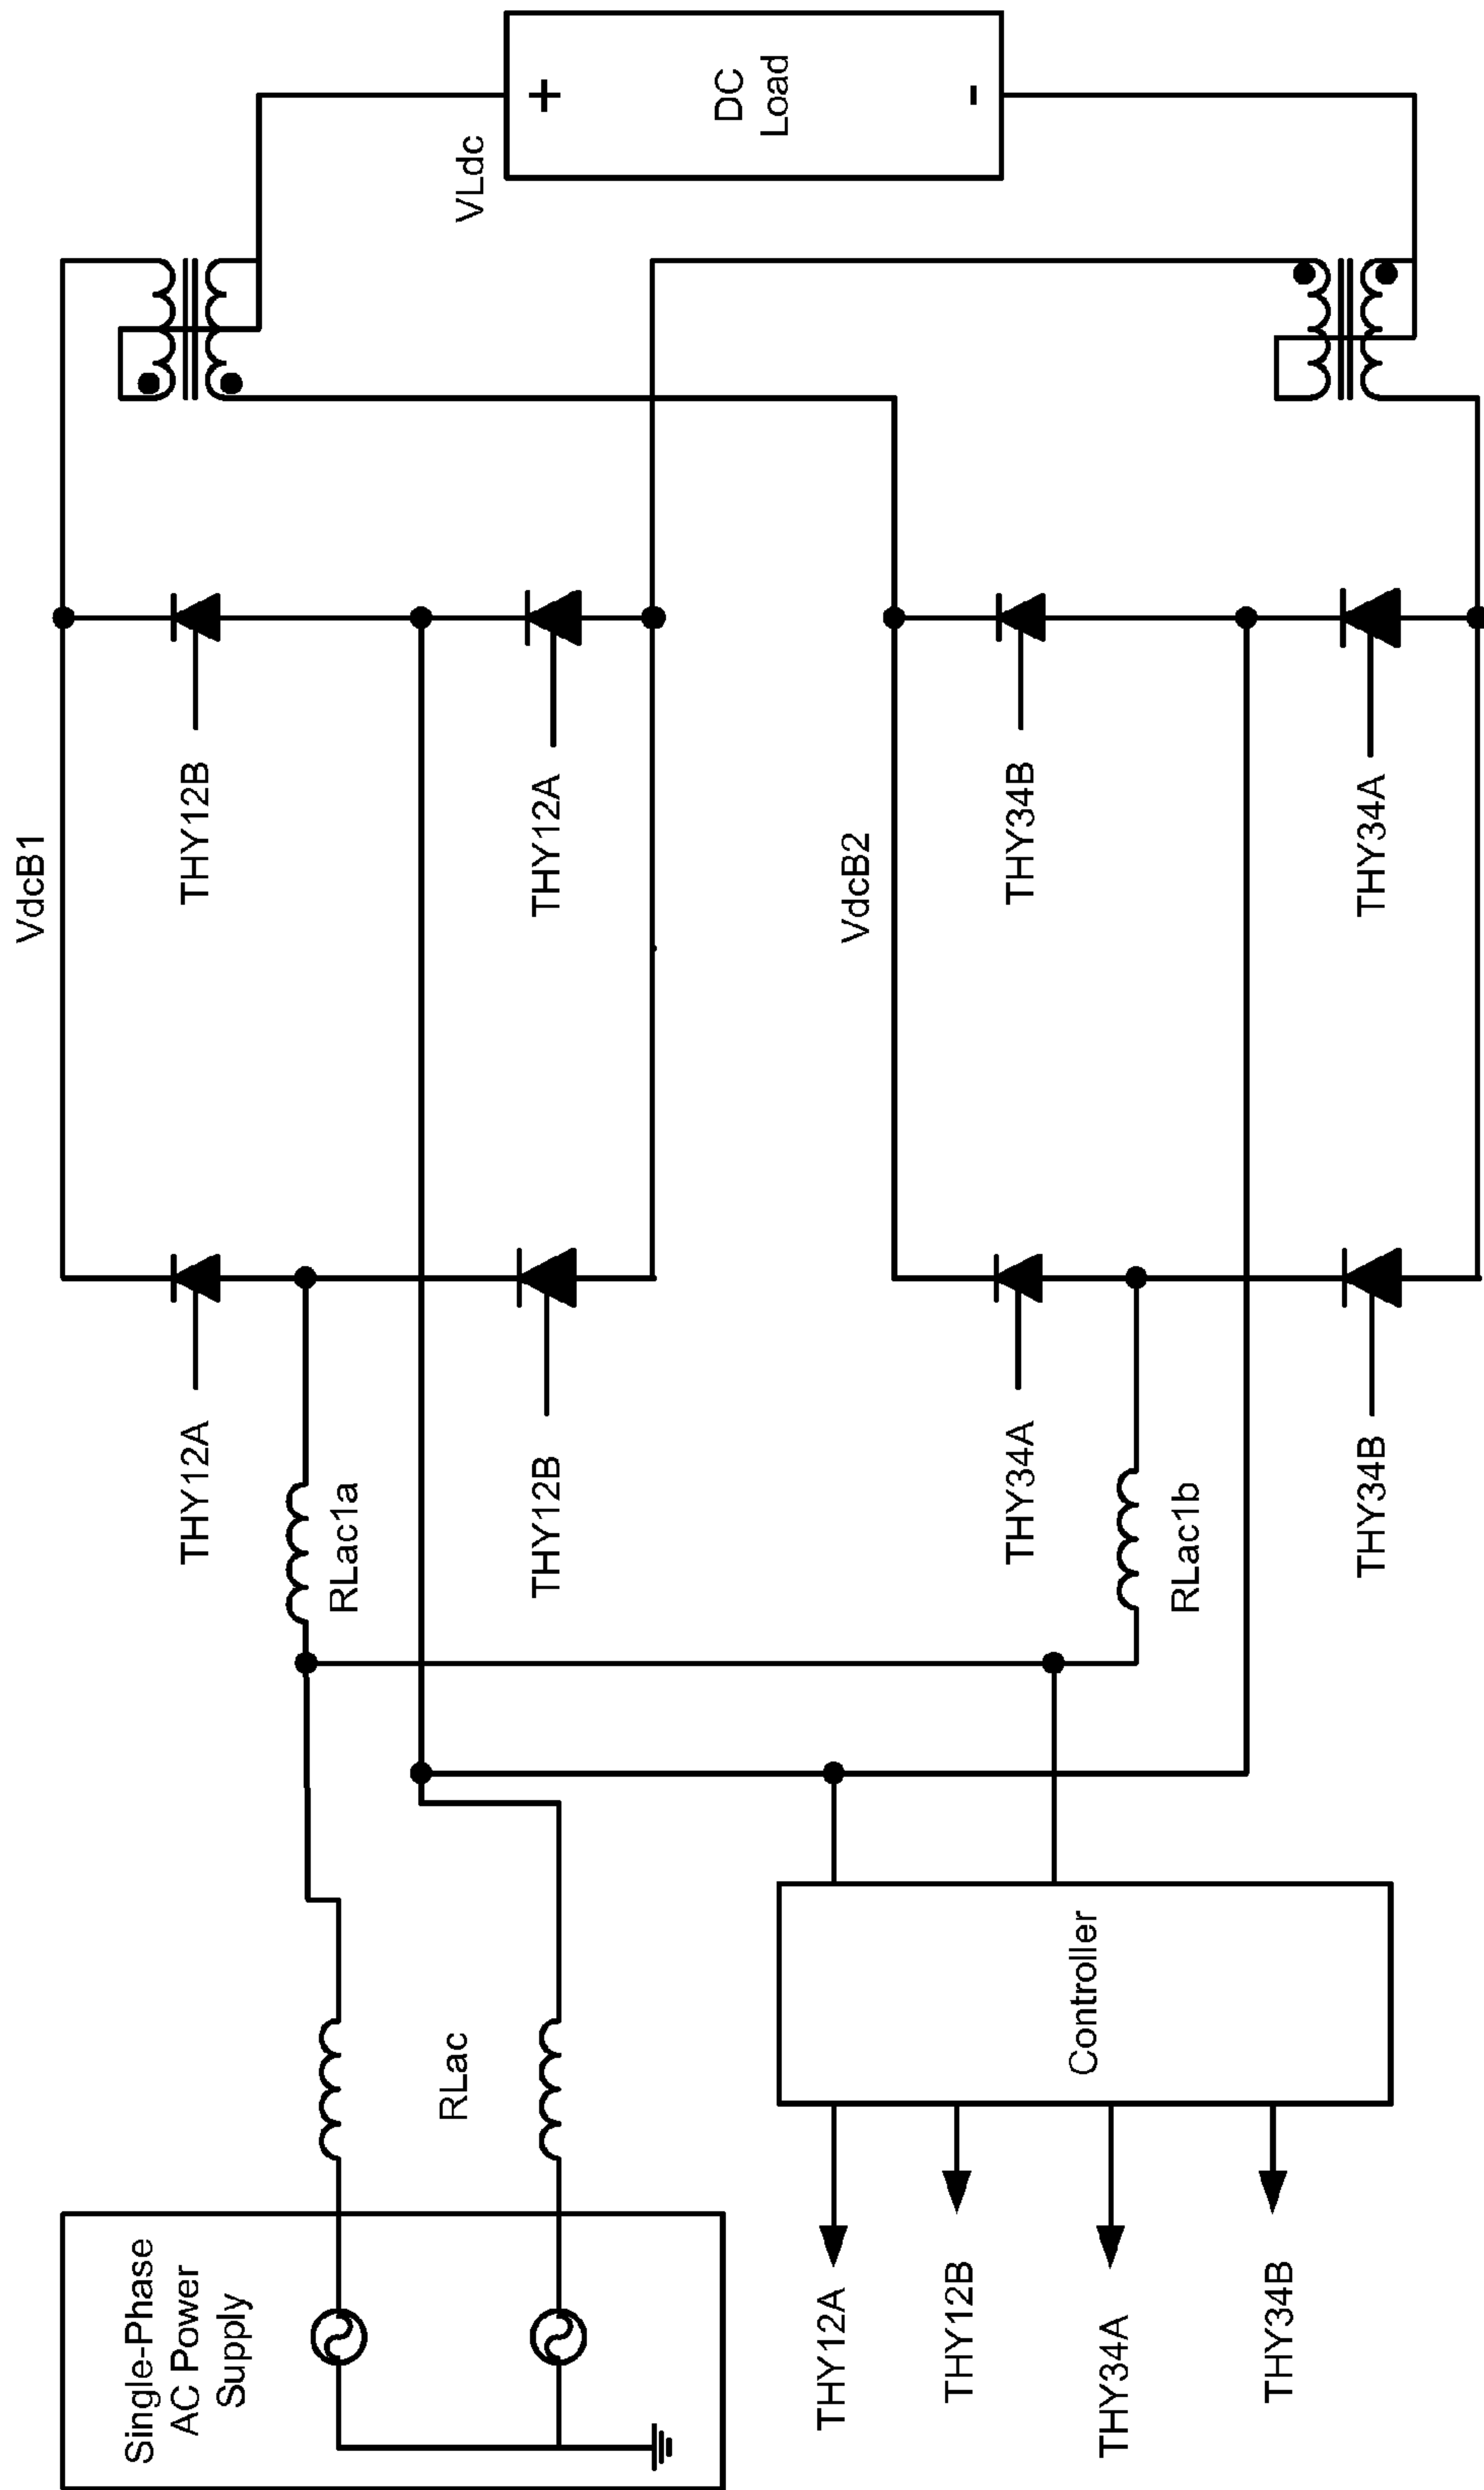 Single-Phase
AC Power
Supply
RLac
THY12A
RLac1a
THY12B
VdcB1
THY12B
THY12A
VLdc
+
DC
Load
-
THY12A
THY12B
THY34A
THY34B
Controller
THY34A
RLac1b
THY34B
VdcB2
THY34B
THY34A